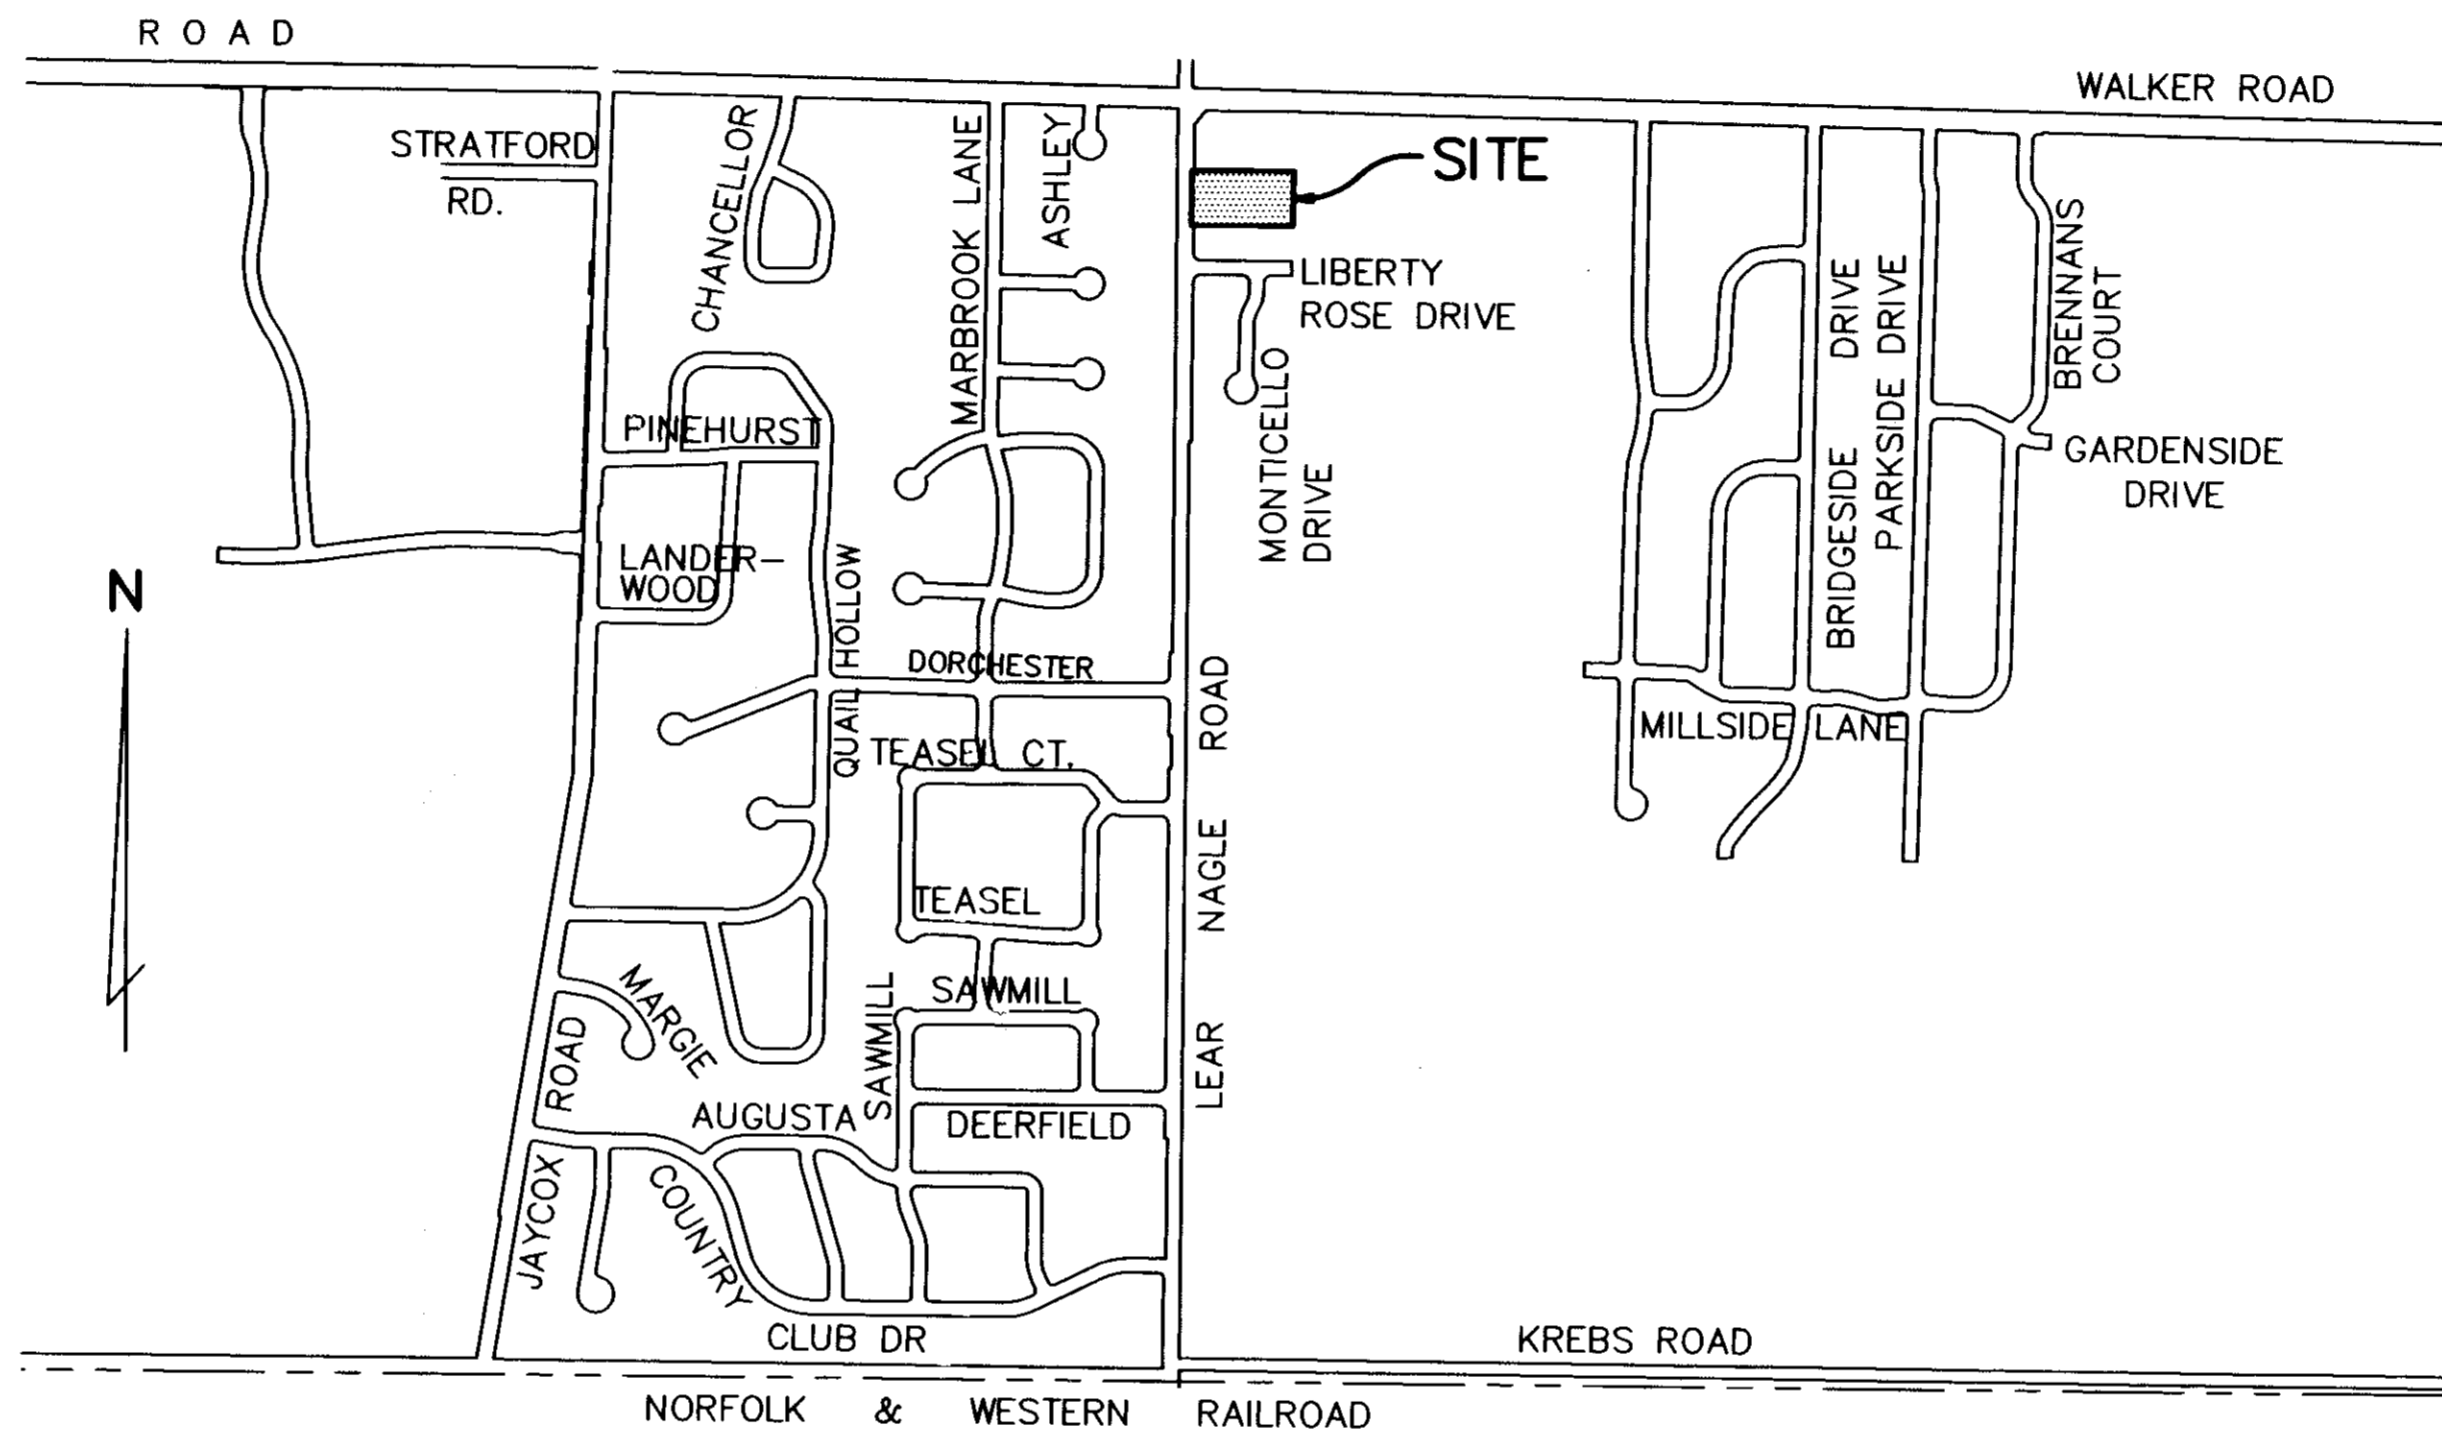 R O A D
WALKER ROAD
STRATFORD
RD.
CHANCELLOR
MARBROOK LANE
ASHLEY
SITE
LIBERTY
ROSE DRIVE
MONTICELLO
DRIVE
BRIDGESIDE DRIVE
PARKSIDE DRIVE
BRENNANS
COURT
GARDENSIDE
DRIVE
PINEHURST
LANDER-
WOOD
N
QUAIL HOLLOW
DORCHESTER
TEASEL CT.
MILLSIDE LANE
LEAR NAGLE ROAD
TEASEL
SAWMILL
SAWMILL
MARGIE
JAYCOX ROAD
AUGUSTA
DEERFIELD
COUNTRY
CLUB DR
KREBS ROAD
NORFOLK & WESTERN RAILROAD